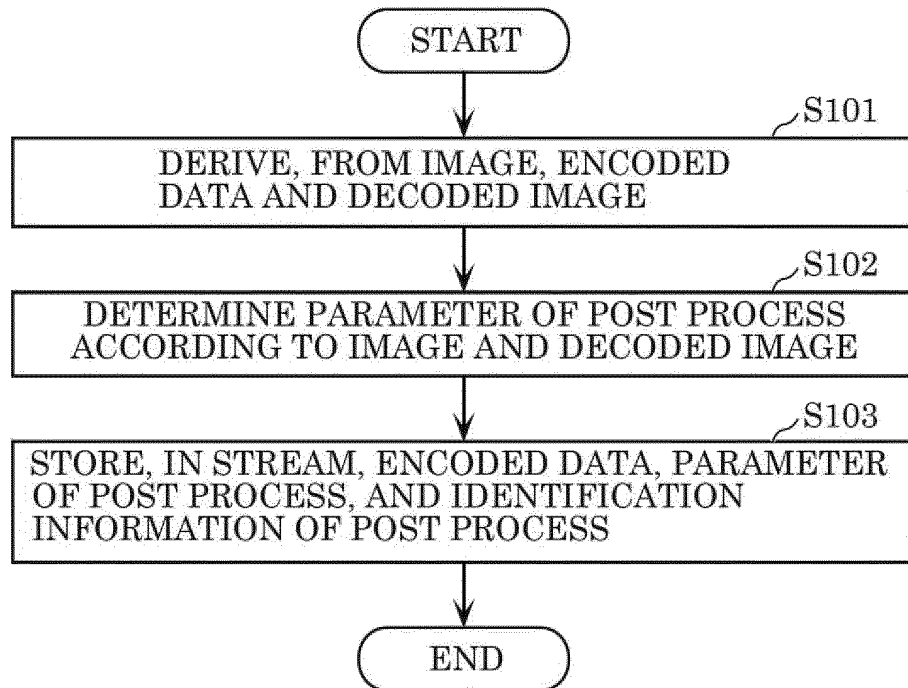 START
S101
DERIVE, FROM IMAGE, ENCODED
DATA AND DECODED IMAGE
S102
DETERMINE PARAMETER OF POST PROCESS
ACCORDING TO IMAGE AND DECODED IMAGE
S103
STORE, IN STREAM, ENCODED DATA, PARAMETER
OF POST PROCESS, AND IDENTIFICATION
INFORMATION OF POST PROCESS
END